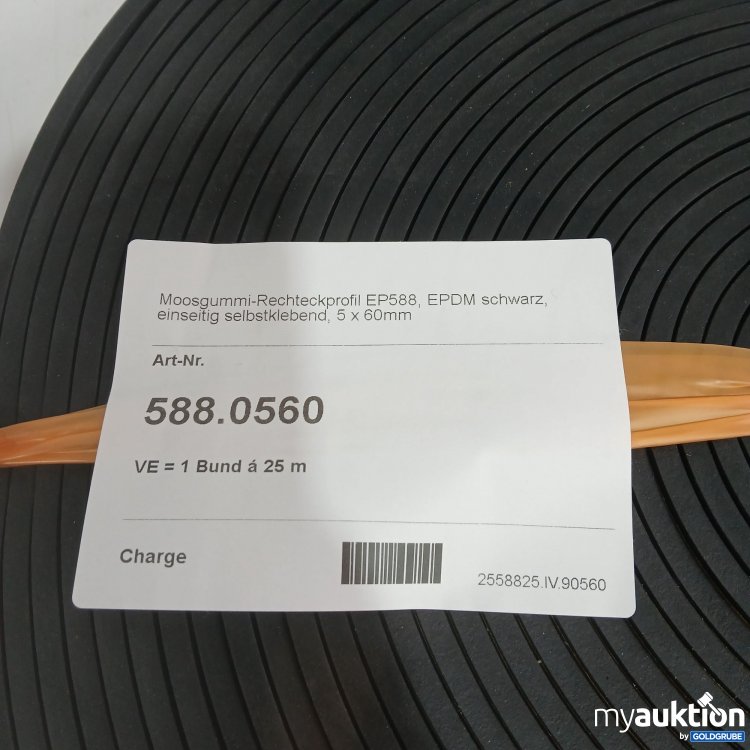 Moosgummi-Rechteckprofil EP588, EPDM schwarz,
einseitig selbstklebend, 5 x 60mm
Art-Nr.
588.0560
VE = 1 Bund á 25 m
Charge
2558825.IV.90560
myauktion
by GOLDGRUBE